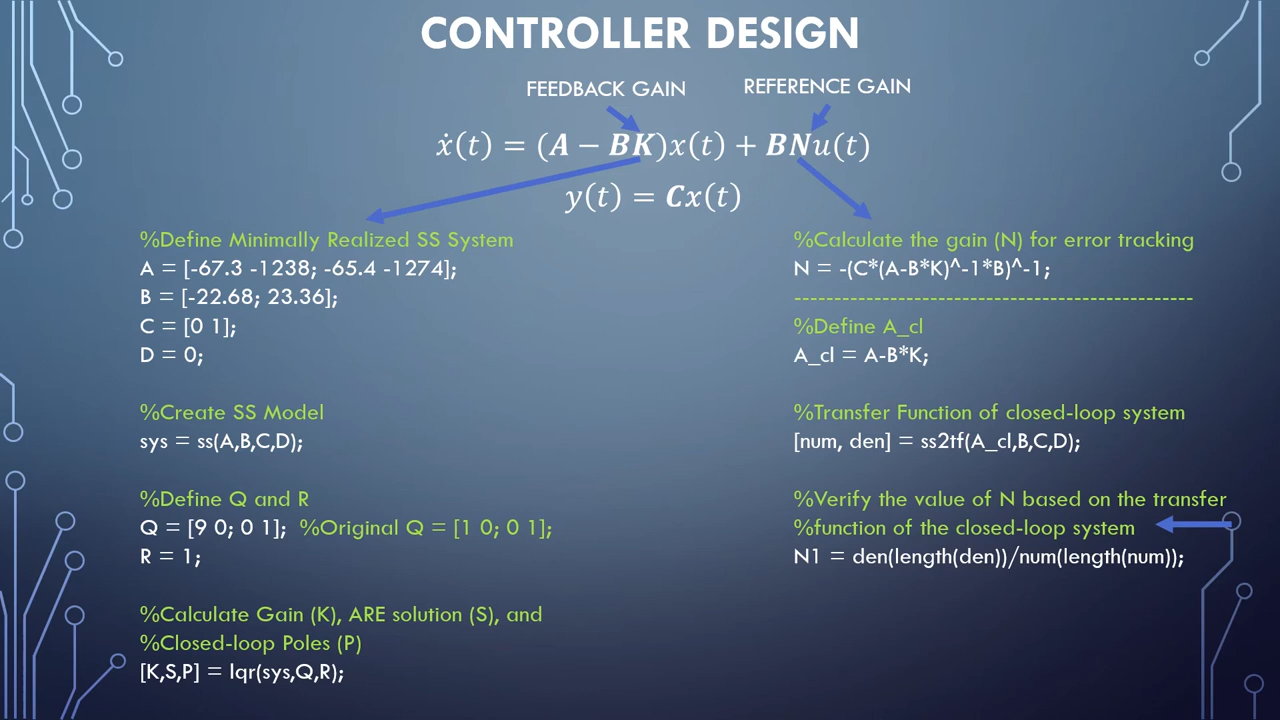 CONTROLLER DESIGN
FEEDBACK GAIN
REFERENCE GAIN
ẋ(t) = (A − BK)x(t) + BNu(t)
y(t) = Cx(t)
%Define Minimally Realized SS System
A = [-67.3 -1238; -65.4 -1274];
B = [-22.68; 23.36];
C = [0 1];
D = 0;
%Create SS Model
sys = ss(A,B,C,D);
%Define Q and R
Q = [9 0; 0 1]; %Original Q = [1 0; 0 1];
R = 1;
%Calculate Gain (K), ARE solution (S), and
%Closed-loop Poles (P)
[K,S,P] = lqr(sys,Q,R);
%Calculate the gain (N) for error tracking
N = -(C*(A-B*K)^-1*B)^-1;
--------------------------------------------------
%Define A_cl
A_cl = A-B*K;
%Transfer Function of closed-loop system
[num, den] = ss2tf(A_cl,B,C,D);
%Verify the value of N based on the transfer
%function of the closed-loop system
N1 = den(length(den))/num(length(num));